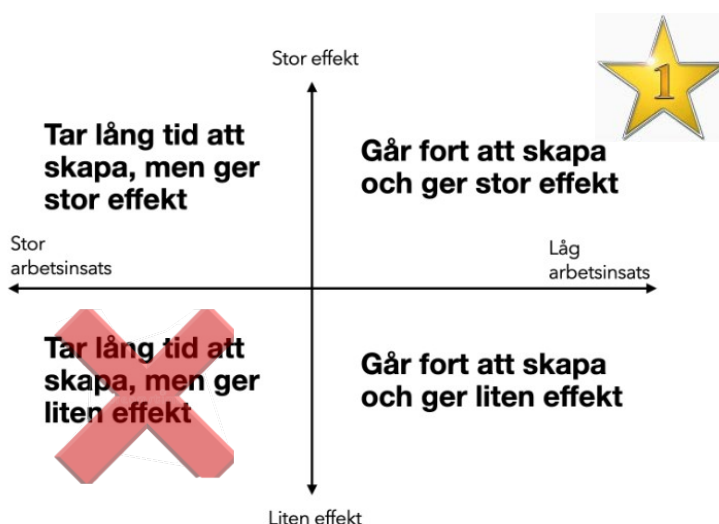 Stor effekt
1
Tar lång tid att
skapa, men ger
stor effekt
Går fort att skapa
och ger stor effekt
Stor
arbetsinsats
Låg
arbetsinsats
Tar lång tid att
skapa, men ger
liten effekt
Går fort att skapa
och ger liten effekt
Liten effekt